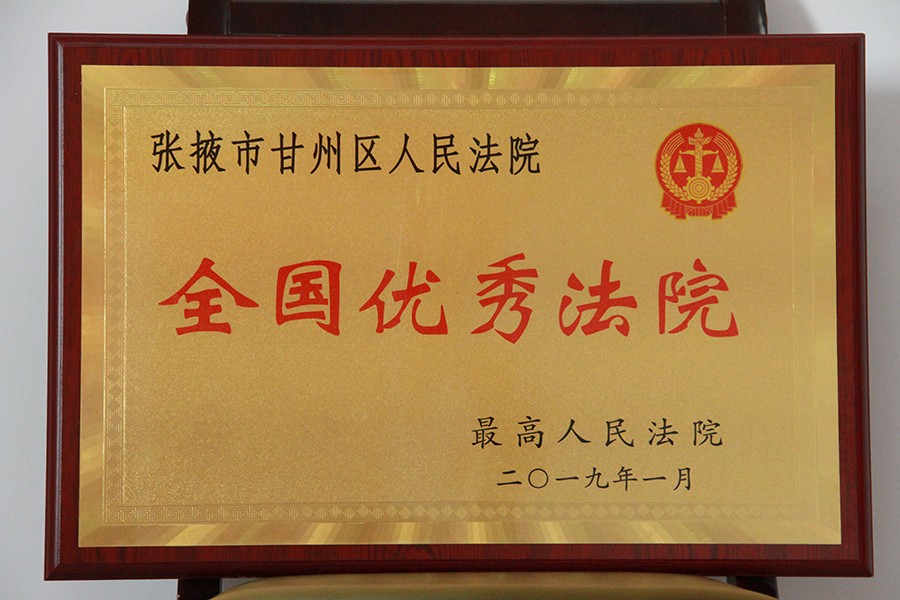 张掖市甘州区人民法院
全国优秀法院
最高人民法院
二〇一九年一月